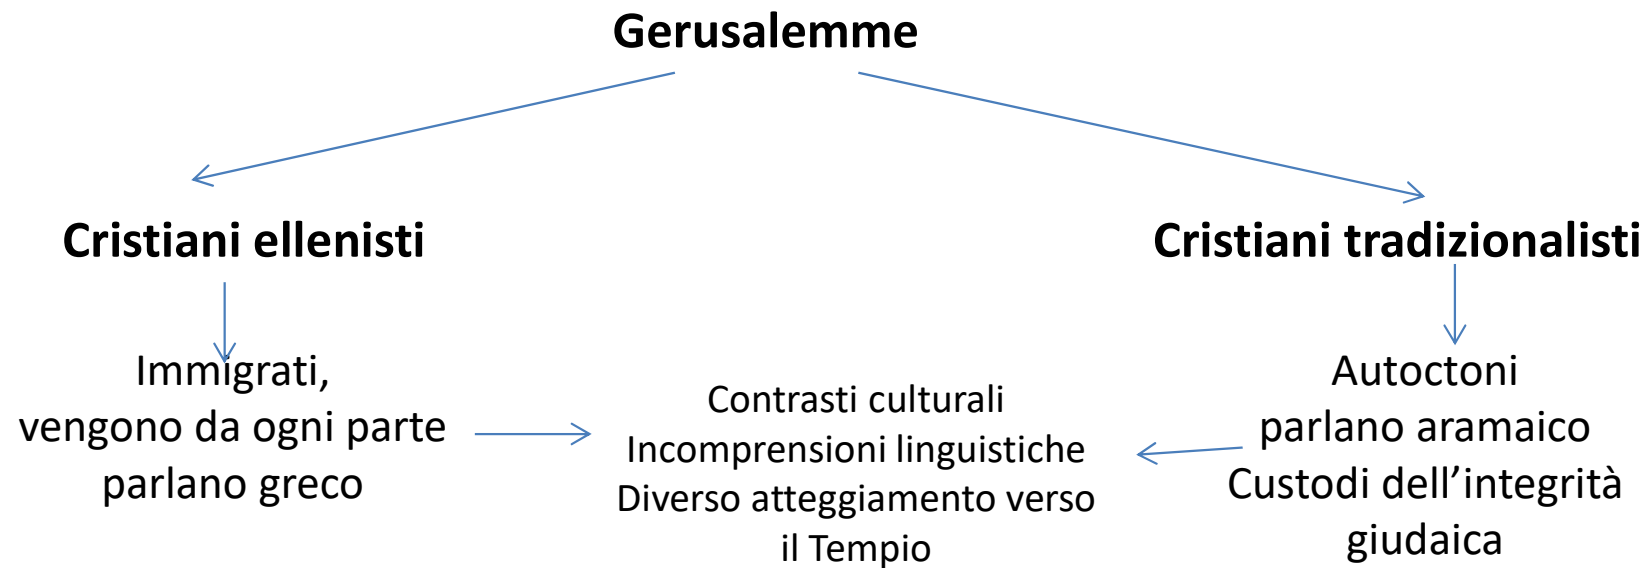 Gerusalemme
Cristiani ellenisti
Cristiani tradizionalisti
Immigrati,
vengono da ogni parte
parlano greco
Contrasti culturali
Incomprensioni linguistiche
Diverso atteggiamento verso
il Tempio
Autoctoni
parlano aramaico
Custodi dell’integrità
giudaica